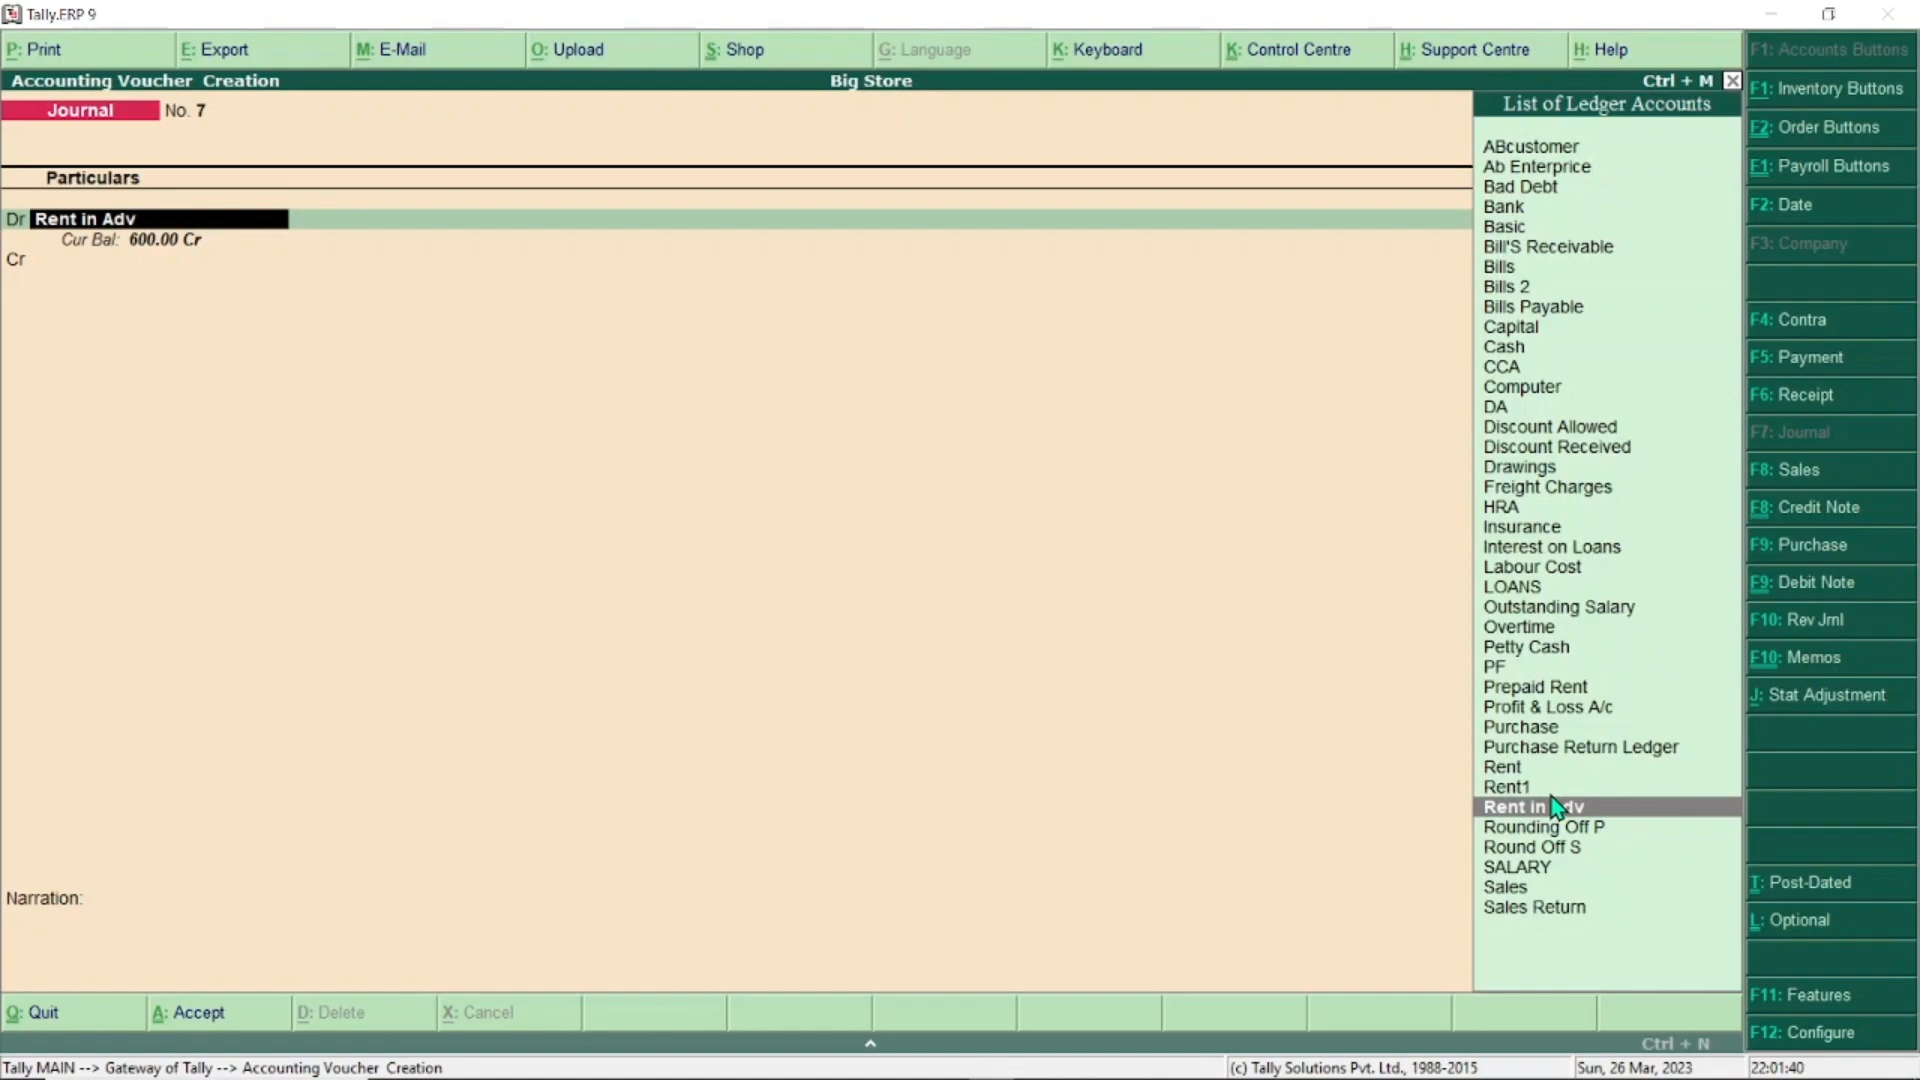 Tally.ERP 9
P: Print E: Export M: E-Mail O: Upload S: Shop G: Language K: Keyboard K: Control Centre H: Support Centre H: Help
Accounting Voucher Creation Big Store Ctrl + M
Journal No. 7
Particulars
Dr Rent in Adv
Cur Bal: 600.00 Cr
Cr
Narration:
List of Ledger Accounts
ABcustomer
Ab Enterprice
Bad Debt
Bank
Basic
Bill'S Receivable
Bills
Bills 2
Bills Payable
Capital
Cash
CCA
Computer
DA
Discount Allowed
Discount Received
Drawings
Freight Charges
HRA
Insurance
Interest on Loans
Labour Cost
LOANS
Outstanding Salary
Overtime
Petty Cash
PF
Prepaid Rent
Profit & Loss A/c
Purchase
Purchase Return Ledger
Rent
Rent1
Rent in Adv
Rounding Off P
Round Off S
SALARY
Sales
Sales Return
F1: Accounts Buttons
F1: Inventory Buttons
F2: Order Buttons
F1: Payroll Buttons
F2: Date
F3: Company
F4: Contra
F5: Payment
F6: Receipt
F7: Journal
F8: Sales
F8: Credit Note
F9: Purchase
F9: Debit Note
F10: Rev Jrnl
F10: Memos
J: Stat Adjustment
T: Post-Dated
L: Optional
F11: Features
F12: Configure
Q: Quit A: Accept D: Delete X: Cancel
Ctrl + N
Tally MAIN --> Gateway of Tally --> Accounting Voucher Creation (c) Tally Solutions Pvt. Ltd., 1988-2015 Sun, 26 Mar, 2023 22:01:40